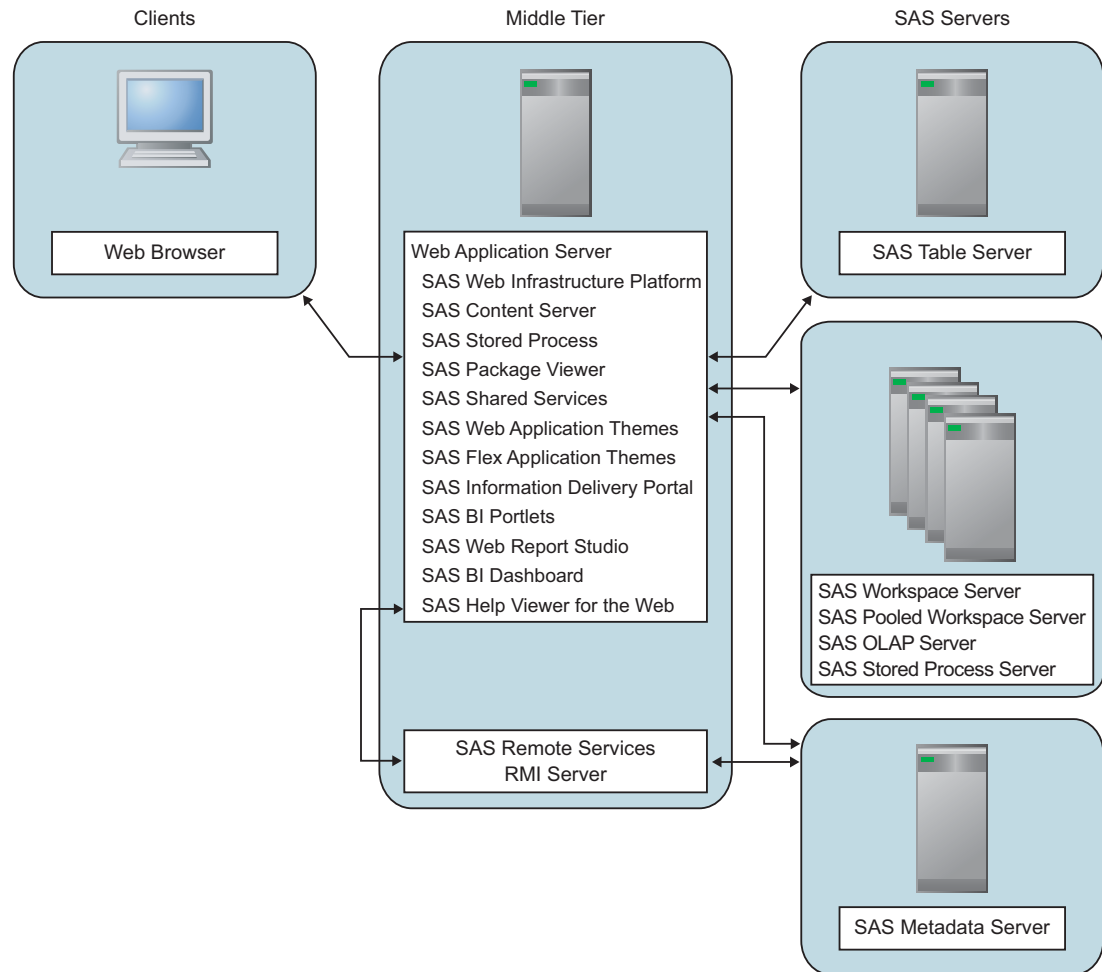 Clients
Middle Tier
SAS Servers
Web Browser
Web Application Server
SAS Web Infrastructure Platform
SAS Content Server
SAS Stored Process
SAS Package Viewer
SAS Shared Services
SAS Web Application Themes
SAS Flex Application Themes
SAS Information Delivery Portal
SAS BI Portlets
SAS Web Report Studio
SAS BI Dashboard
SAS Help Viewer for the Web
SAS Remote Services
RMI Server
SAS Table Server
SAS Workspace Server
SAS Pooled Workspace Server
SAS OLAP Server
SAS Stored Process Server
SAS Metadata Server